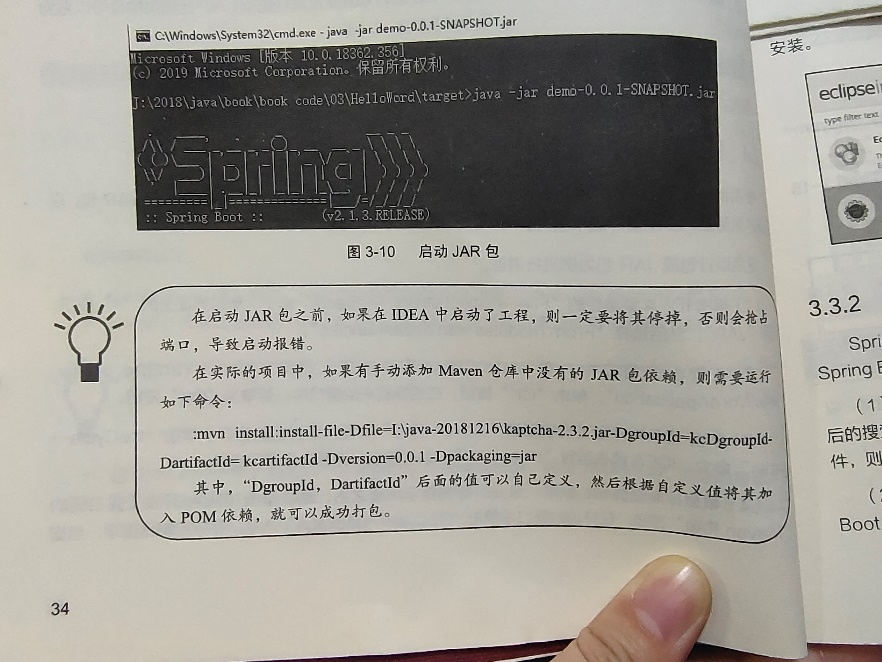 C:\Windows\System32\cmd.exe - java -jar demo-0.0.1-SNAPSHOT.jar
Microsoft Windows [版本 10.0.18362.356]
(c) 2019 Microsoft Corporation。保留所有权利。
J:\2018\java\book\book code\03\HelloWord\target>java -jar demo-0.0.1-SNAPSHOT.jar
Spring
:: Spring Boot :: (v2.1.3.RELEASE)
图 3-10 启动 JAR 包
在启动 JAR 包之前，如果在 IDEA 中启动了工程，则一定要将其停掉，否则会抢占
端口，导致启动报错。
在实际的项目中，如果有手动添加 Maven 仓库中没有的 JAR 包依赖，则需要运行
如下命令：
:mvn install:install-file-Dfile=I:\java-20181216\kaptcha-2.3.2.jar-DgroupId=kcDgroupId-
DartifactId= kcartifactId -Dversion=0.0.1 -Dpackaging=jar
其中，“DgroupId，DartifactId”后面的值可以自己定义，然后根据自定义值将其加
入 POM 依赖，就可以成功打包。
34
安装。
eclipse
type filter text
3.3.2
Spri
Spring
（1
后的搜
件，则
（2
Boot